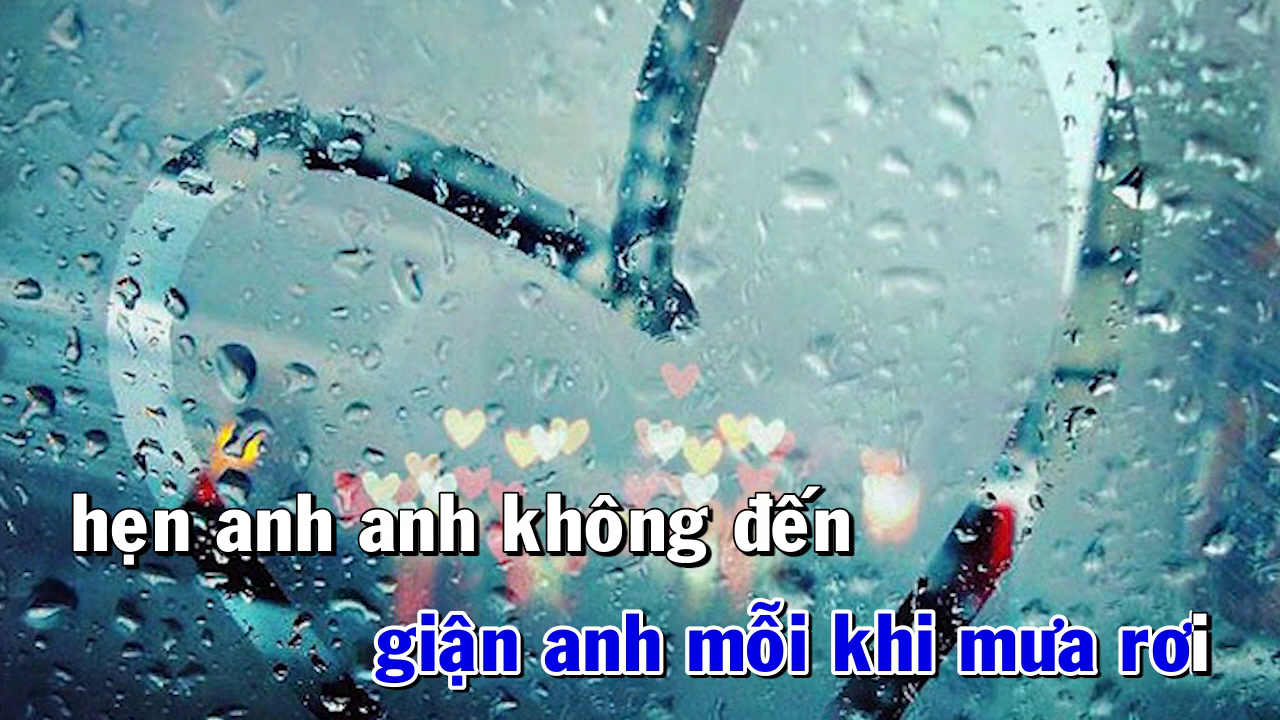 hẹn anh anh không đến
giận anh mỗi khi mưa rơi